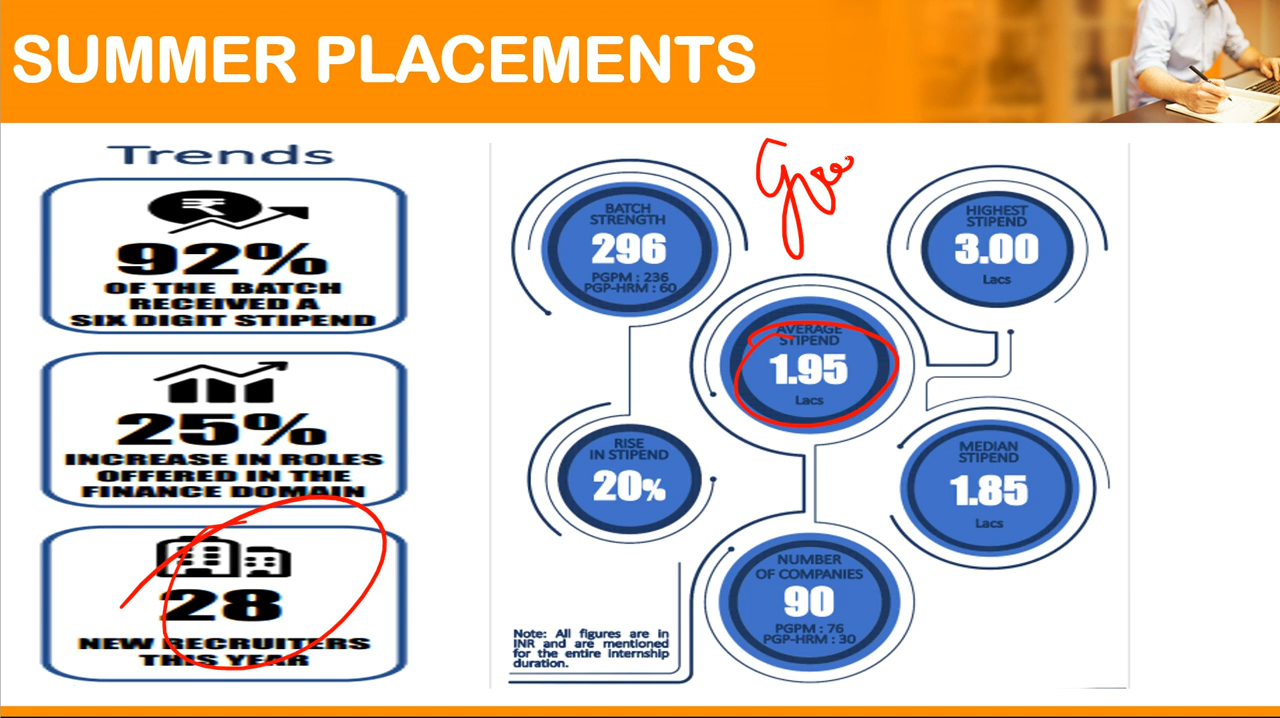 SUMMER PLACEMENTS
Trends
92%
OF THE BATCH
RECEIVED A
SIX DIGIT STIPEND
25%
INCREASE IN ROLES
OFFERED IN THE
FINANCE DOMAIN
28
NEW RECRUITERS
THIS YEAR
BATCH
STRENGTH
296
PGPM : 236
PGP-HRM : 60
HIGHEST
STIPEND
3.00
Lacs
AVERAGE
STIPEND
1.95
Lacs
RISE
IN STIPEND
20%
MEDIAN
STIPEND
1.85
Lacs
NUMBER
OF COMPANIES
90
PGPM : 76
PGP-HRM : 30
Note: All figures are in
INR and are mentioned
for the entire internship
duration.